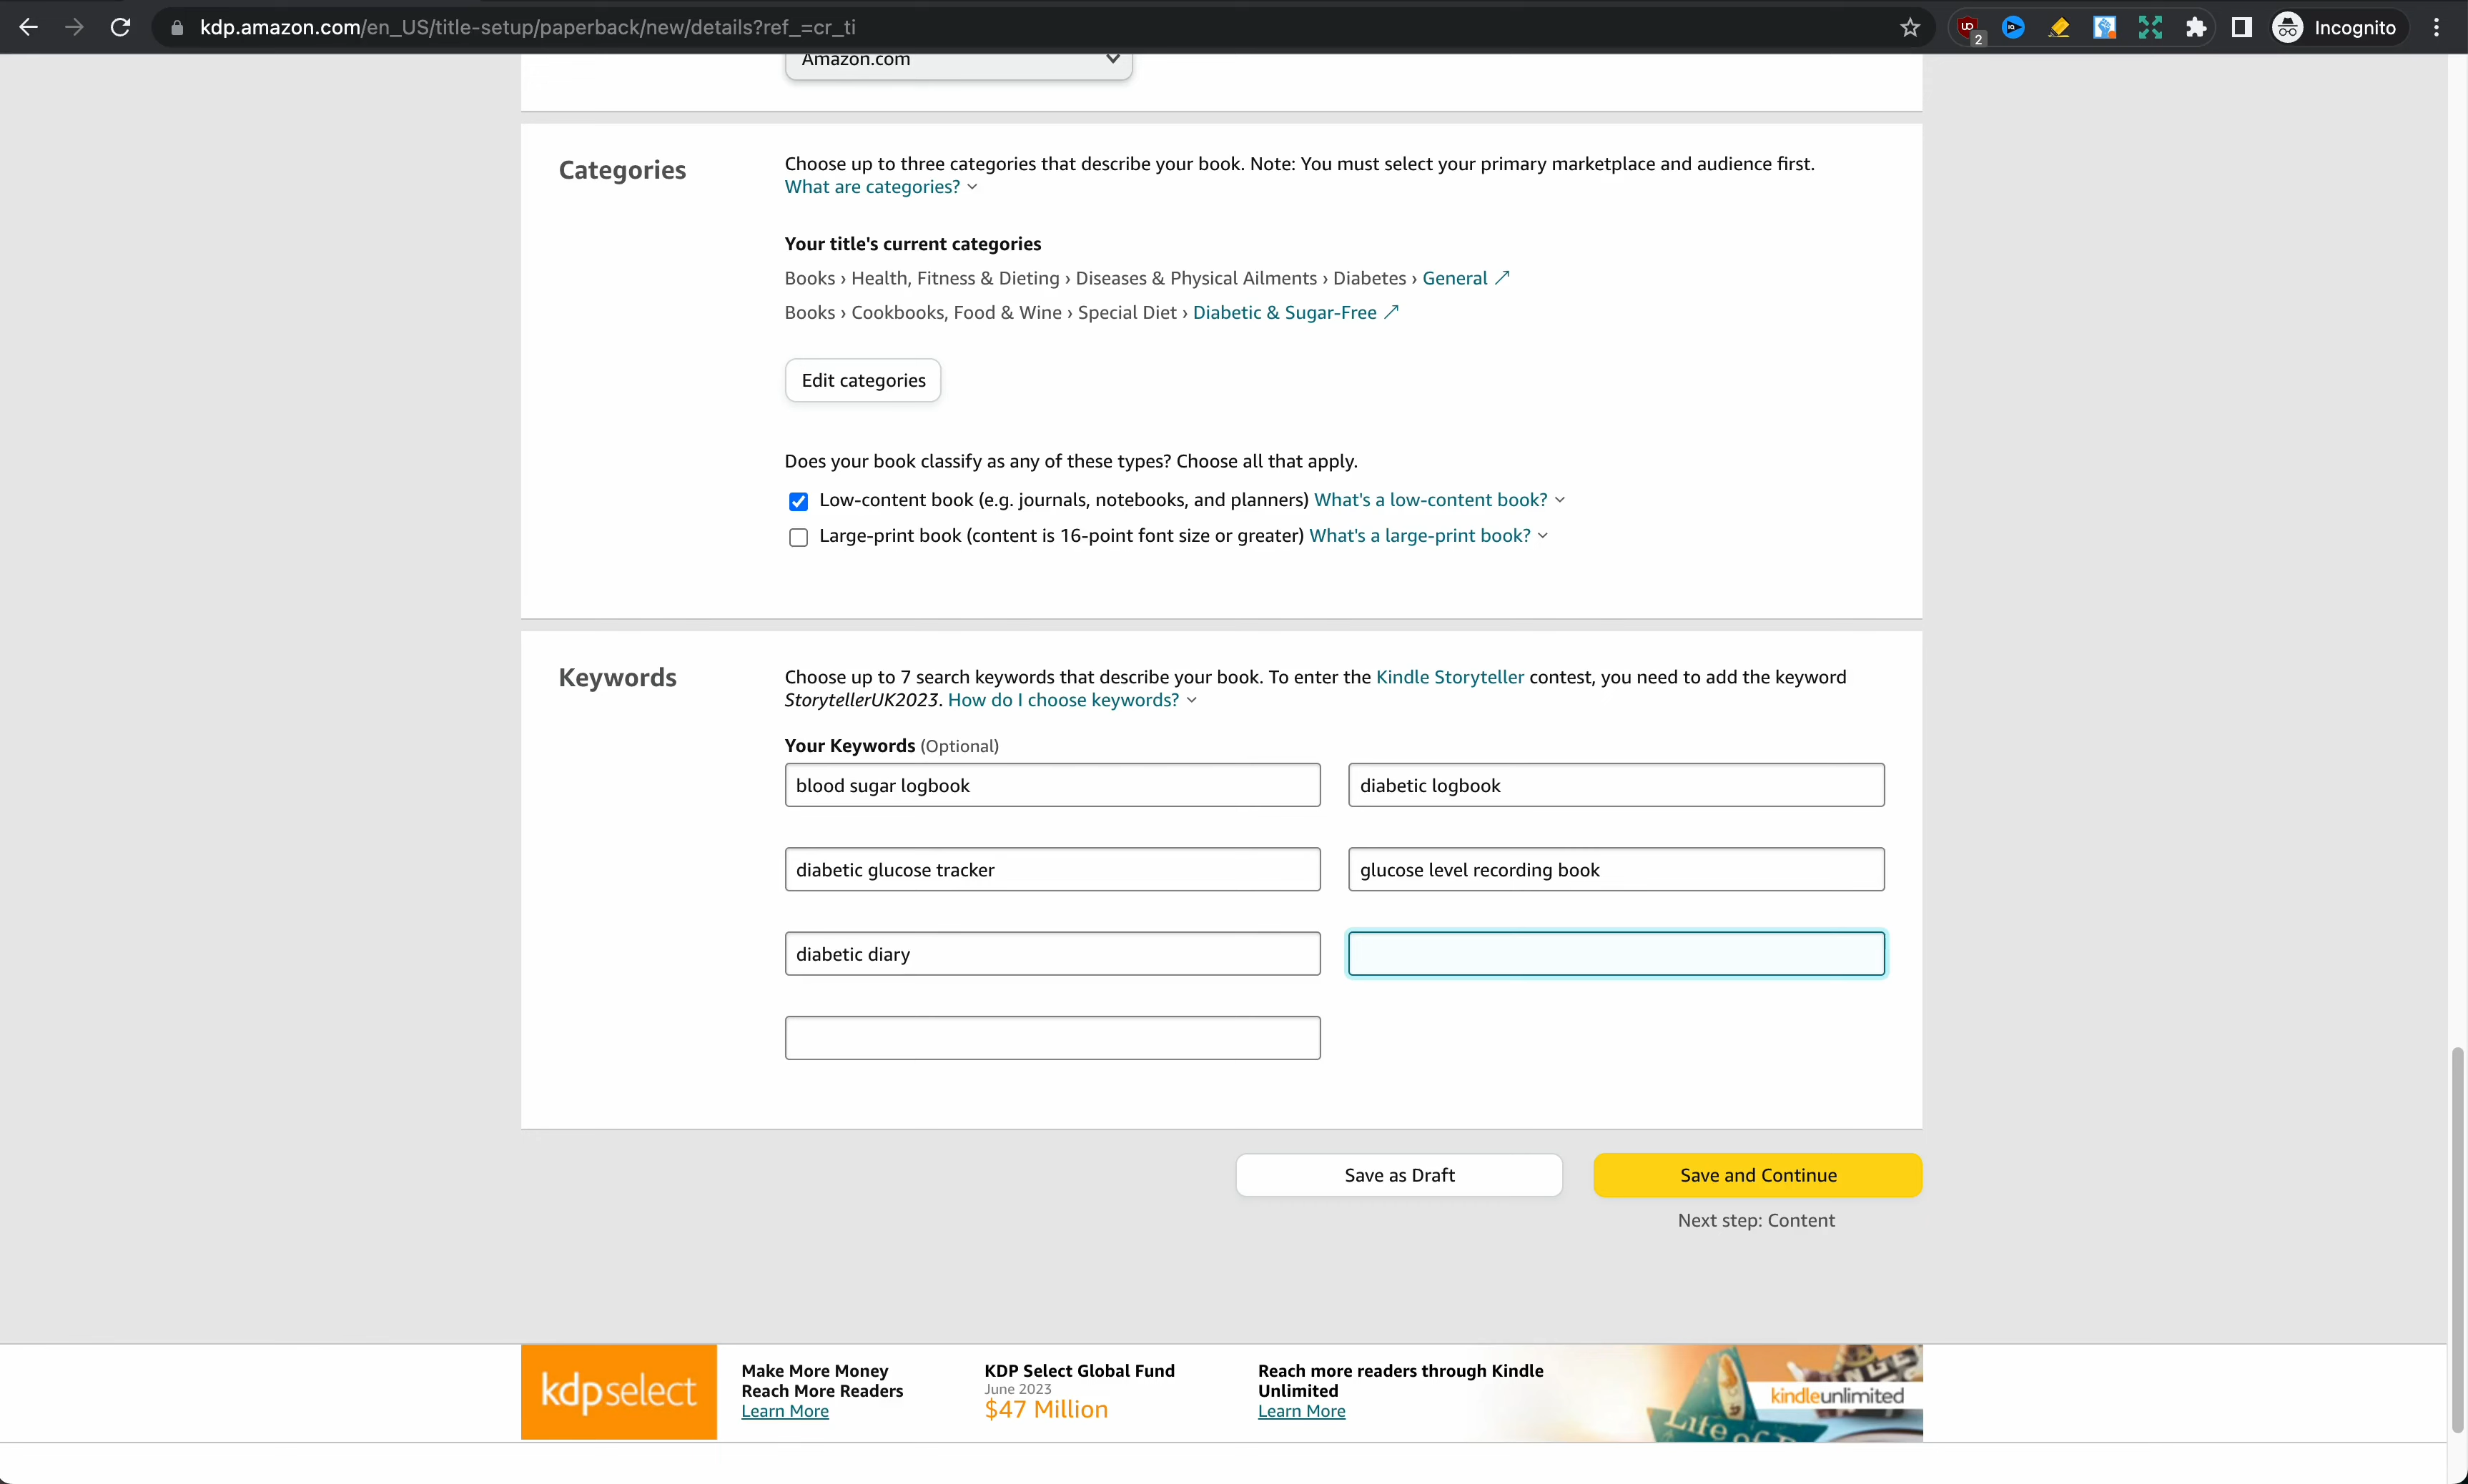 kdp.amazon.com/en_US/title-setup/paperback/new/details?ref_=cr_ti
2
Incognito
Amazon.com
Categories
Choose up to three categories that describe your book. Note: You must select your primary marketplace and audience first.
What are categories?
Your title's current categories
Books › Health, Fitness & Dieting › Diseases & Physical Ailments › Diabetes › General
Books › Cookbooks, Food & Wine › Special Diet › Diabetic & Sugar-Free
Edit categories
Does your book classify as any of these types? Choose all that apply.
Low-content book (e.g. journals, notebooks, and planners) What's a low-content book?
Large-print book (content is 16-point font size or greater) What's a large-print book?
Keywords
Choose up to 7 search keywords that describe your book. To enter the Kindle Storyteller contest, you need to add the keyword
StorytellerUK2023. How do I choose keywords?
Your Keywords (Optional)
blood sugar logbook
diabetic logbook
diabetic glucose tracker
glucose level recording book
diabetic diary
Save as Draft
Save and Continue
Next step: Content
kdpselect
Make More Money
Reach More Readers
Learn More
KDP Select Global Fund
June 2023
$47 Million
Reach more readers through Kindle
Unlimited
Learn More
kindleunlimited
Life of